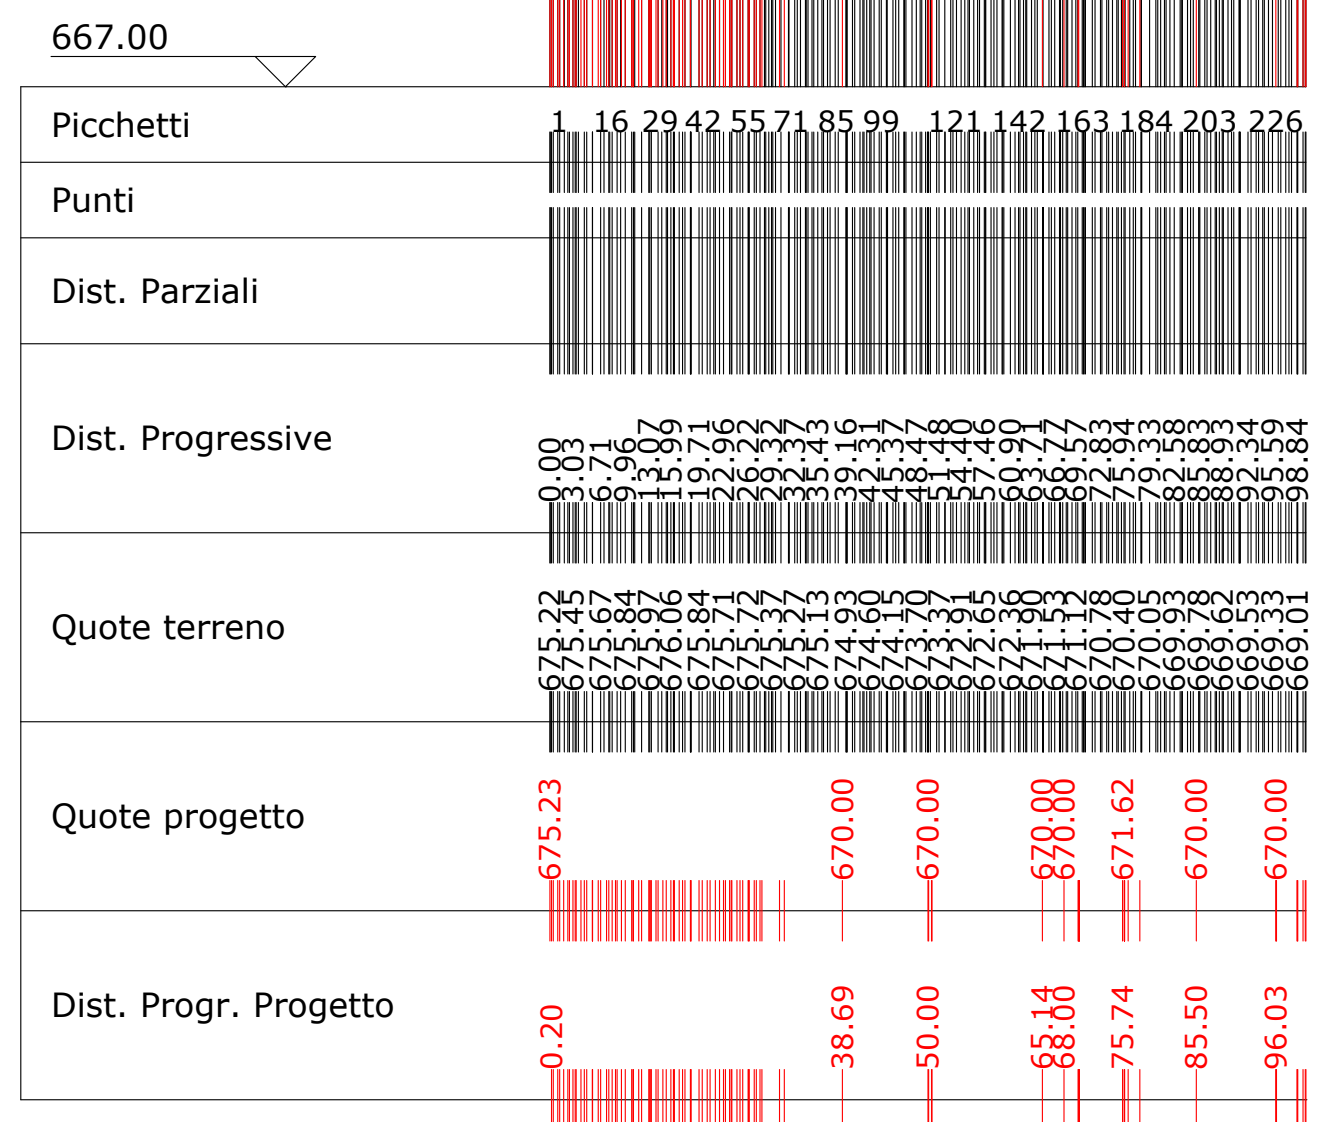 667.00
Picchetti 1 16 29 42 55 71 85 99 121 142 163 184 203 226
Punti
Dist. Parziali
Dist. Progressive 0.00 3.03 6.71 9.96 13.07 15.99 19.71 22.96 26.22 29.32 32.37 35.43 39.16 42.31 45.37 48.47 51.48 54.40 57.46 60.90 63.71 66.77 69.57 72.83 75.94 79.33 82.58 85.83 88.93 92.34 95.59 98.84
Quote terreno 675.22 675.45 675.67 675.84 675.97 676.06 675.84 675.71 675.72 675.37 675.27 675.13 674.93 674.60 674.15 673.70 673.37 672.91 672.65 672.36 671.90 671.53 671.12 670.78 670.40 670.05 669.93 669.78 669.62 669.53 669.33 669.01
Quote progetto 675.23 670.00 670.00 670.00 670.00 671.62 670.00 670.00
Dist. Progr. Progetto 0.20 38.69 50.00 65.14 68.00 75.74 85.50 96.03